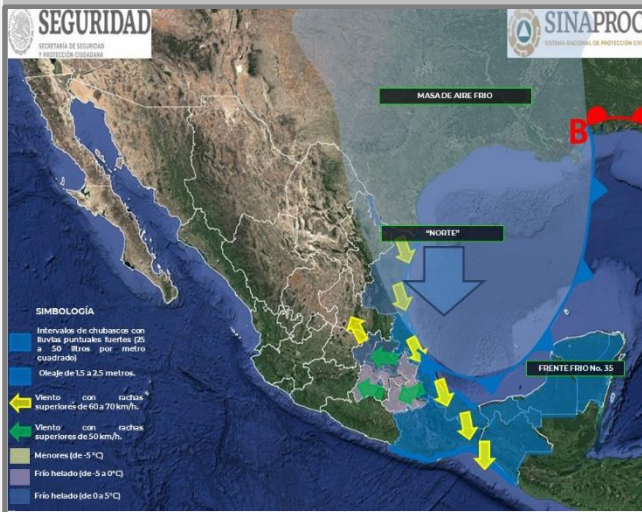 SEGURIDAD
SECRETARÍA DE SEGURIDAD
Y PROTECCIÓN CIUDADANA
SINAPROC
SISTEMA NACIONAL DE PROTECCIÓN CIVI
MASA DE AIRE FRIO
B
"NORTE"
FRENTE FRIO No. 35
SIMBOLOGÍA
Intervalos de chubascos con
lluvias puntuales fuertes (25
a 50 litros por metro
cuadrado)
Oleaje de 1.5 a 2.5 metros.
Viento con rachas
superiores de 60 a 70 km/h.
Viento con rachas
superiores de 50 km/h.
Menores (de -5 °C)
Frío helado (de -5 a 0°C)
Frío helado (de 0 a 5°C)